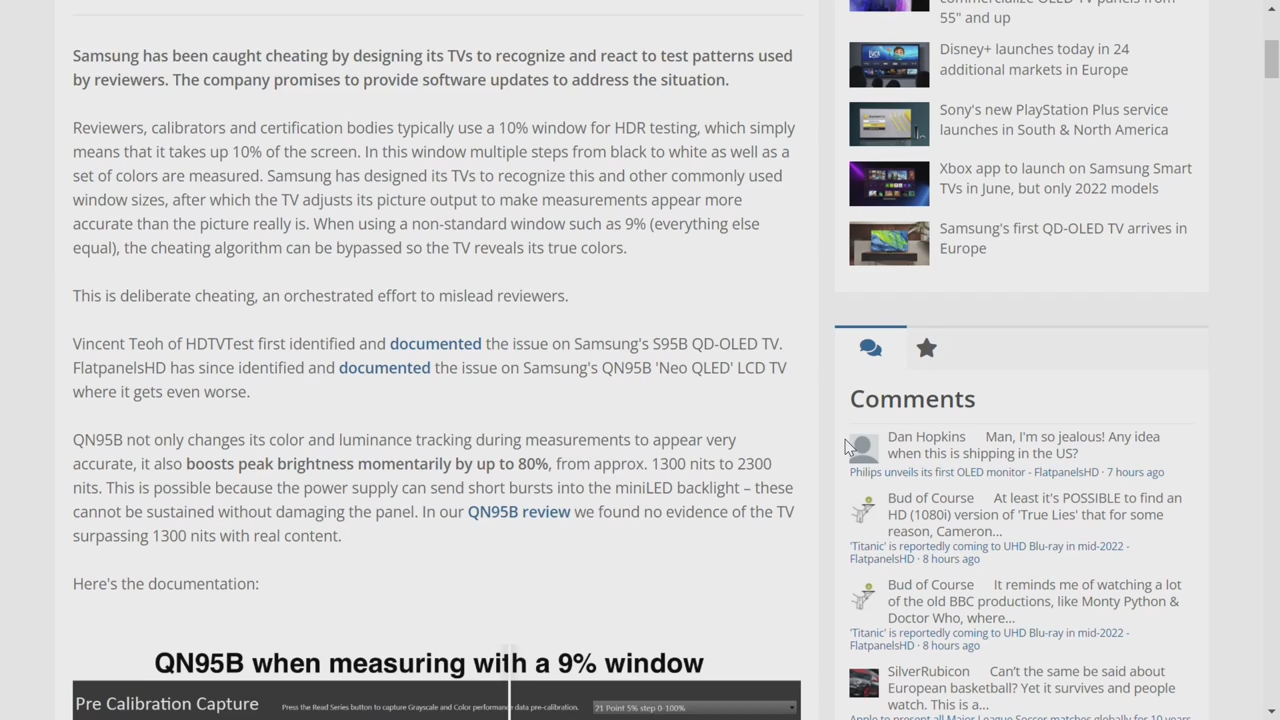 commercialize OLED TV panels from
55" and up
Samsung has been caught cheating by designing its TVs to recognize and react to test patterns used
by reviewers. The company promises to provide software updates to address the situation.
Reviewers, calibrators and certification bodies typically use a 10% window for HDR testing, which simply
means that it takes up 10% of the screen. In this window multiple steps from black to white as well as a
set of colors are measured. Samsung has designed its TVs to recognize this and other commonly used
window sizes, after which the TV adjusts its picture output to make measurements appear more
accurate than the picture really is. When using a non-standard window such as 9% (everything else
equal), the cheating algorithm can be bypassed so the TV reveals its true colors.
This is deliberate cheating, an orchestrated effort to mislead reviewers.
Vincent Teoh of HDTVTest first identified and documented the issue on Samsung's S95B QD-OLED TV.
FlatpanelsHD has since identified and documented the issue on Samsung's QN95B 'Neo QLED' LCD TV
where it gets even worse.
QN95B not only changes its color and luminance tracking during measurements to appear very
accurate, it also boosts peak brightness momentarily by up to 80%, from approx. 1300 nits to 2300
nits. This is possible because the power supply can send short bursts into the miniLED backlight – these
cannot be sustained without damaging the panel. In our QN95B review we found no evidence of the TV
surpassing 1300 nits with real content.
Here's the documentation:
QN95B when measuring with a 9% window
Pre Calibration Capture
Press the Read Series button to capture Grayscale and Color performance data pre-calibration.
21 Point 5% step 0-100%
Disney+ launches today in 24
additional markets in Europe
Sony's new PlayStation Plus service
launches in South & North America
Xbox app to launch on Samsung Smart
TVs in June, but only 2022 models
Samsung's first QD-OLED TV arrives in
Europe
Comments
Dan Hopkins Man, I'm so jealous! Any idea
when this is shipping in the US?
Philips unveils its first OLED monitor - FlatpanelsHD · 7 hours ago
Bud of Course At least it's POSSIBLE to find an
HD (1080i) version of 'True Lies' that for some
reason, Cameron...
'Titanic' is reportedly coming to UHD Blu-ray in mid-2022 -
FlatpanelsHD · 8 hours ago
Bud of Course It reminds me of watching a lot
of the old BBC productions, like Monty Python &
Doctor Who, where...
'Titanic' is reportedly coming to UHD Blu-ray in mid-2022 -
FlatpanelsHD · 8 hours ago
SilverRubicon Can't the same be said about
European basketball? Yet it survives and people
watch. This is a...
Apple to present all Major League Soccer matches globally for 10 years